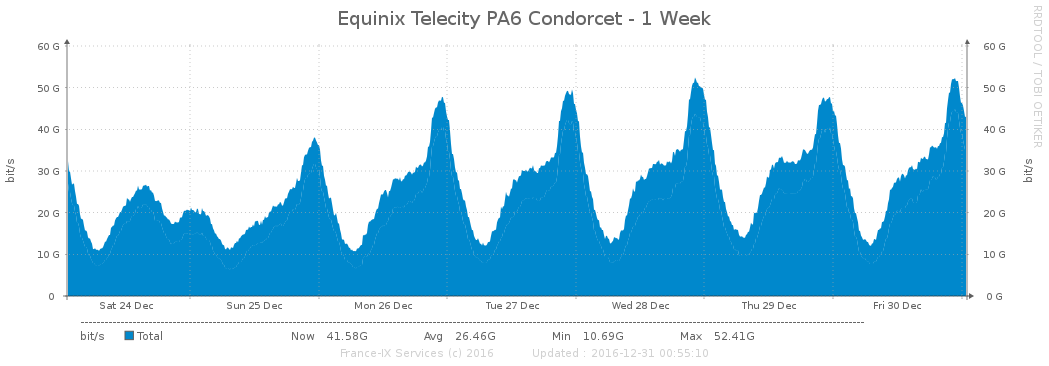 Equinix Telecity PA6 Condorcet - 1 Week
RRDTOOL / TOBI OETIKER
60 G 60 G
50 G 50 G
40 G 40 G
30 G 30 G
20 G 20 G
10 G 10 G
0 0 G
bit/s
bit/s
Sat 24 Dec Sun 25 Dec Mon 26 Dec Tue 27 Dec Wed 28 Dec Thu 29 Dec Fri 30 Dec
bit/s Total Now 41.58G Avg 26.46G Min 10.69G Max 52.41G
France-IX Services (c) 2016 Updated : 2016-12-31 00:55:10